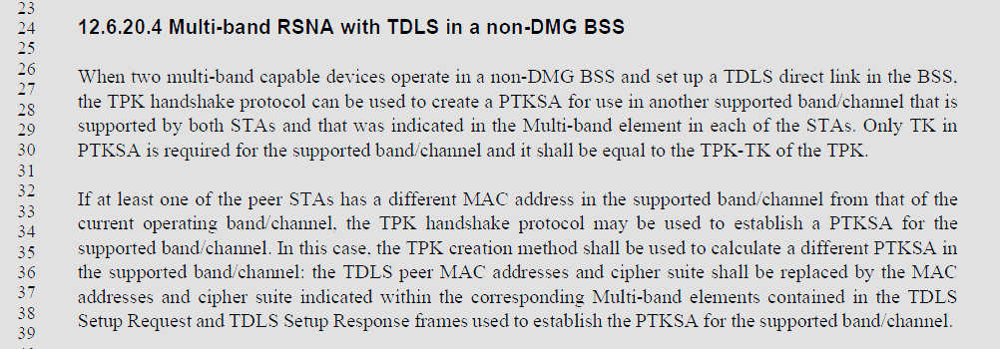 23
24 12.6.20.4 Multi-band RSNA with TDLS in a non-DMG BSS
25
26 When two multi-band capable devices operate in a non-DMG BSS and set up a TDLS direct link in the BSS,
27 the TPK handshake protocol can be used to create a PTKSA for use in another supported band/channel that is
28
29 supported by both STAs and that was indicated in the Multi-band element in each of the STAs. Only TK in
30 PTKSA is required for the supported band/channel and it shall be equal to the TPK-TK of the TPK.
31
32 If at least one of the peer STAs has a different MAC address in the supported band/channel from that of the
33
34 current operating band/channel, the TPK handshake protocol may be used to establish a PTKSA for the
35 supported band/channel. In this case, the TPK creation method shall be used to calculate a different PTKSA in
36 the supported band/channel: the TDLS peer MAC addresses and cipher suite shall be replaced by the MAC
37 addresses and cipher suite indicated within the corresponding Multi-band elements contained in the TDLS
38 Setup Request and TDLS Setup Response frames used to establish the PTKSA for the supported band/channel.
39